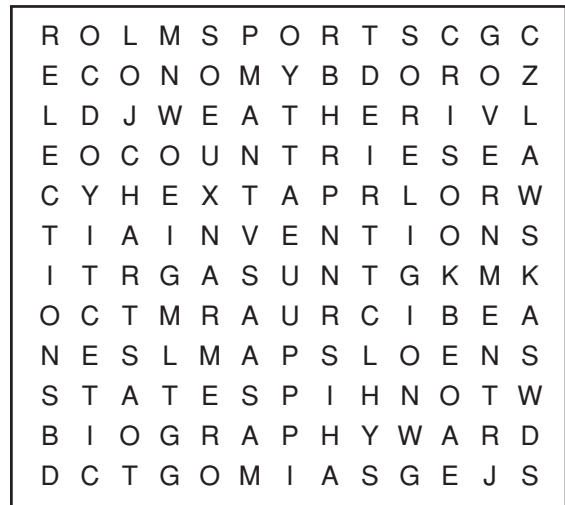 R O L M S P O R T S C G C
E C O N O M Y B D O R O Z
L D J W E A T H E R I V L
E O C O U N T R I E S E A
C Y H E X T A P R L O R W
T I A I N V E N T I O N S
I T R G A S U N T G K M K
O C T M R A U R C I B E A
N E S L M A P S L O E N S
S T A T E S P I H N O T W
B I O G R A P H Y W A R D
D C T G O M I A S G E J S